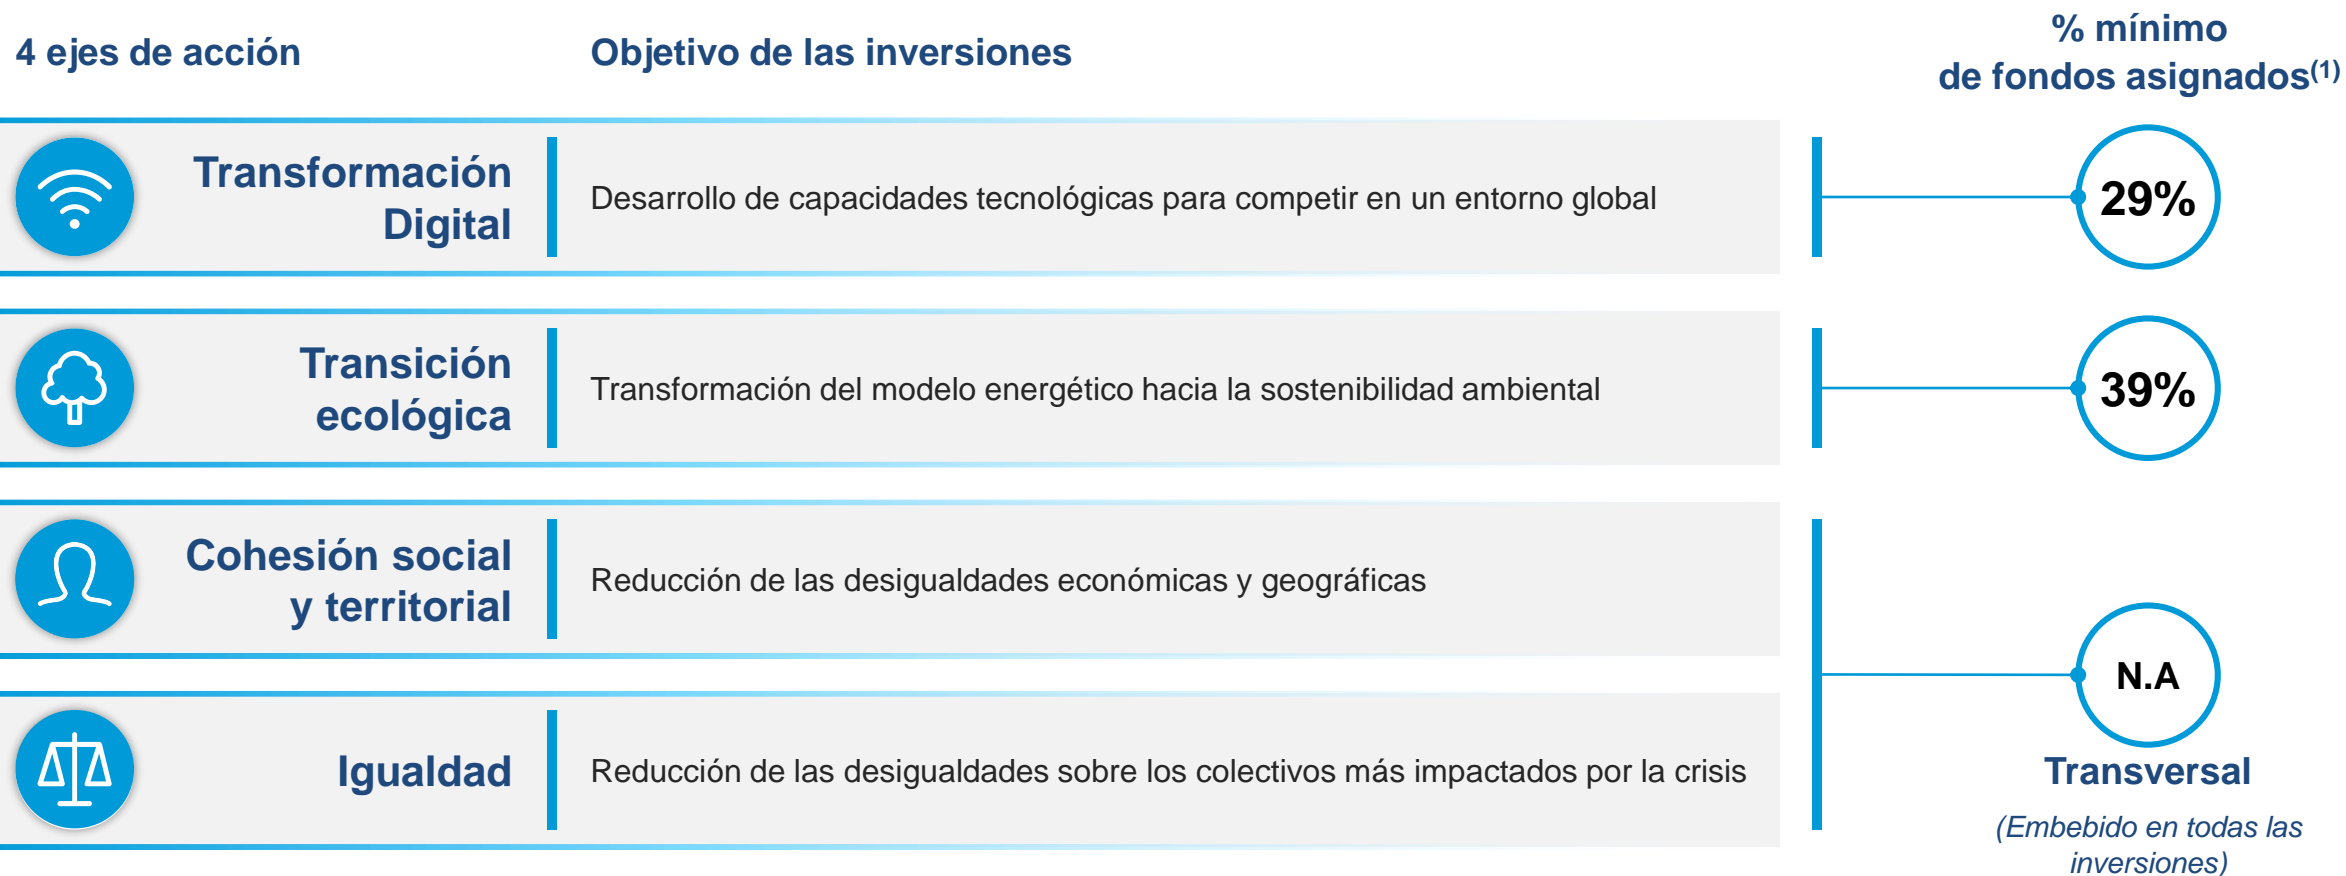 4 ejes de acción
Objetivo de las inversiones
% mínimo
de fondos asignados(1)
Transformación
Digital
Desarrollo de capacidades tecnológicas para competir en un entorno global
29%
Transición
ecológica
Transformación del modelo energético hacia la sostenibilidad ambiental
39%
Cohesión social
y territorial
Reducción de las desigualdades económicas y geográficas
Igualdad
Reducción de las desigualdades sobre los colectivos más impactados por la crisis
N.A
Transversal
(Embebido en todas las
inversiones)